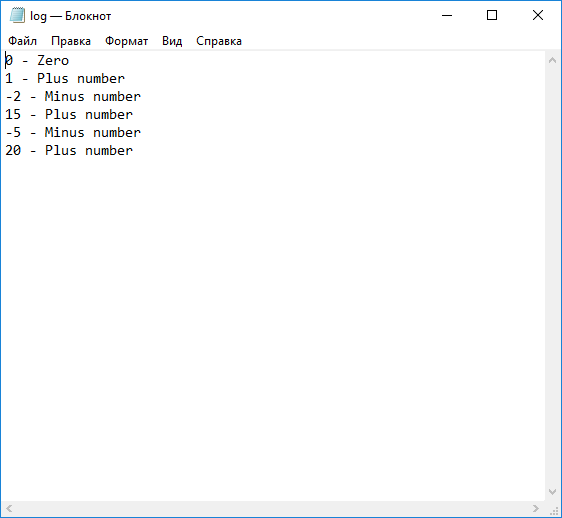 log — Блокнот
Файл Правка Формат Вид Справка
0 - Zero
1 - Plus number
-2 - Minus number
15 - Plus number
-5 - Minus number
20 - Plus number